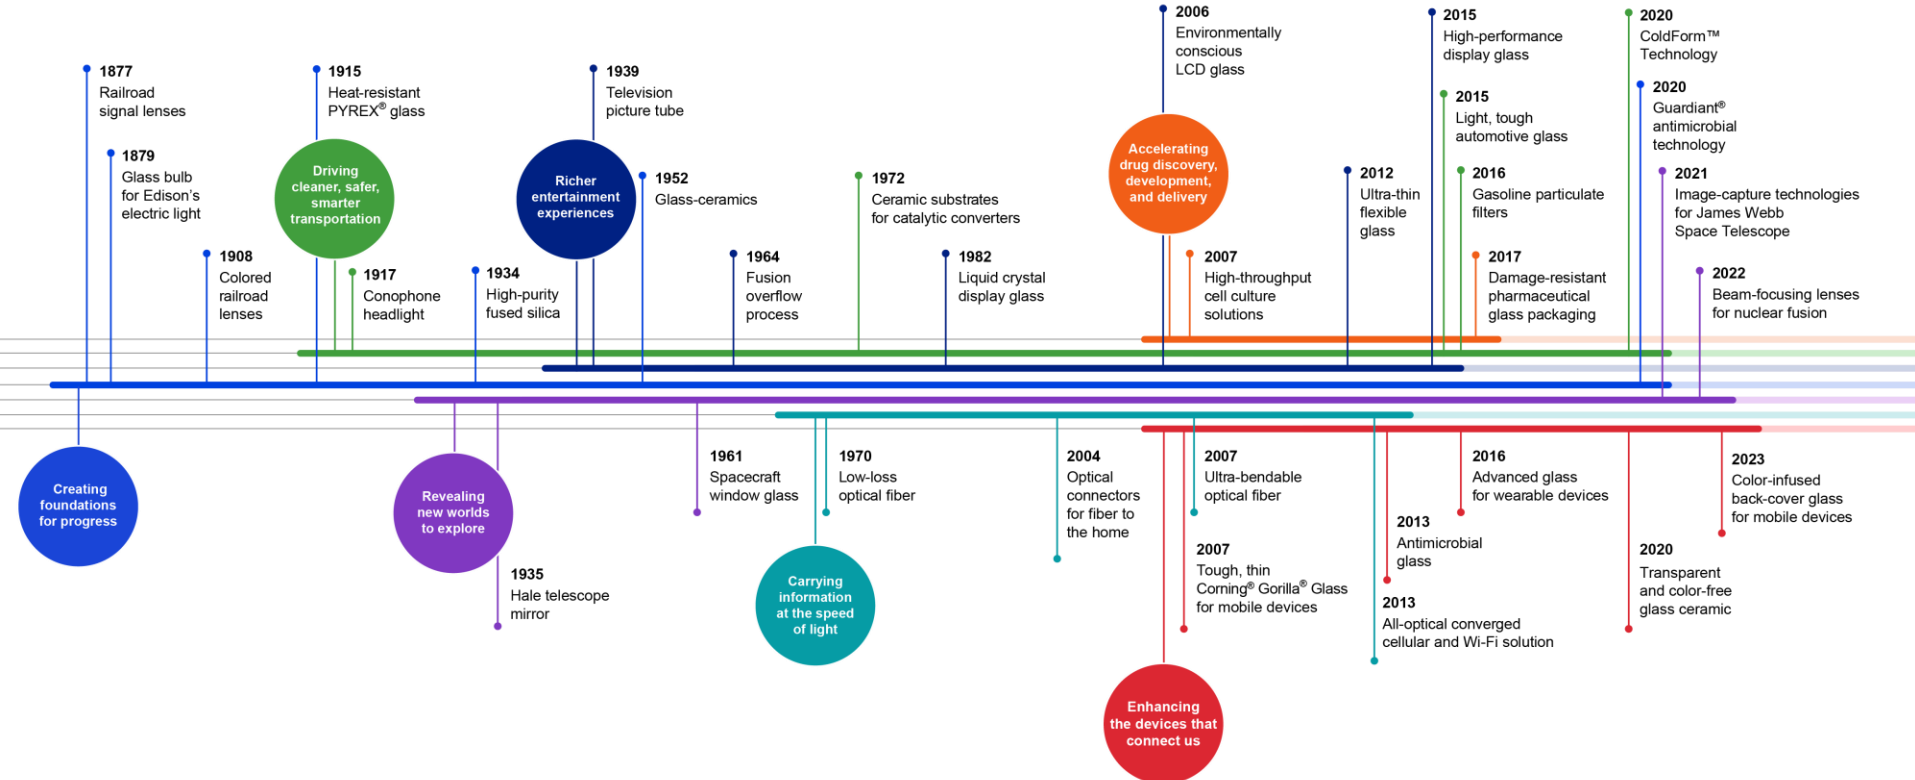 1877
Railroad
signal lenses
1879
Glass bulb
for Edison’s
electric light
1908
Colored
railroad
lenses
1915
Heat-resistant
PYREX® glass
Driving
cleaner, safer,
smarter
transportation
1917
Conophone
headlight
1934
High-purity
fused silica
1939
Television
picture tube
Richer
entertainment
experiences
1952
Glass-ceramics
1964
Fusion
overflow
process
1972
Ceramic substrates
for catalytic converters
1982
Liquid crystal
display glass
2006
Environmentally
conscious
LCD glass
Accelerating
drug discovery,
development,
and delivery
2007
High-throughput
cell culture
solutions
2012
Ultra-thin
flexible
glass
2015
High-performance
display glass
2015
Light, tough
automotive glass
2016
Gasoline particulate
filters
2017
Damage-resistant
pharmaceutical
glass packaging
2020
ColdForm™
Technology
2020
Guardiant®
antimicrobial
technology
2021
Image-capture technologies
for James Webb
Space Telescope
2022
Beam-focusing lenses
for nuclear fusion
Creating
foundations
for progress
Revealing
new worlds
to explore
1935
Hale telescope
mirror
1961
Spacecraft
window glass
1970
Low-loss
optical fiber
Carrying
information
at the speed
of light
2004
Optical
connectors
for fiber to
the home
2007
Ultra-bendable
optical fiber
2007
Tough, thin
Corning® Gorilla® Glass
for mobile devices
Enhancing
the devices that
connect us
2013
Antimicrobial
glass
2013
All-optical converged
cellular and Wi-Fi solution
2016
Advanced glass
for wearable devices
2020
Transparent
and color-free
glass ceramic
2023
Color-infused
back-cover glass
for mobile devices